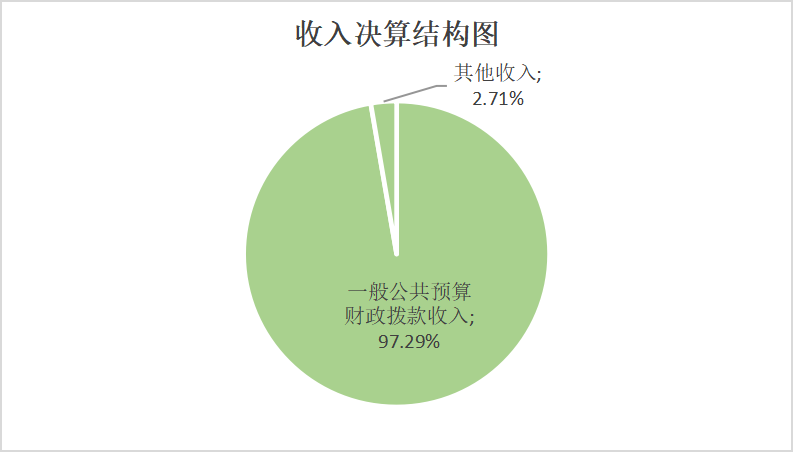 收入决算结构图
其他收入;
2.71%
一般公共预算
财政拨款收入;
97.29%